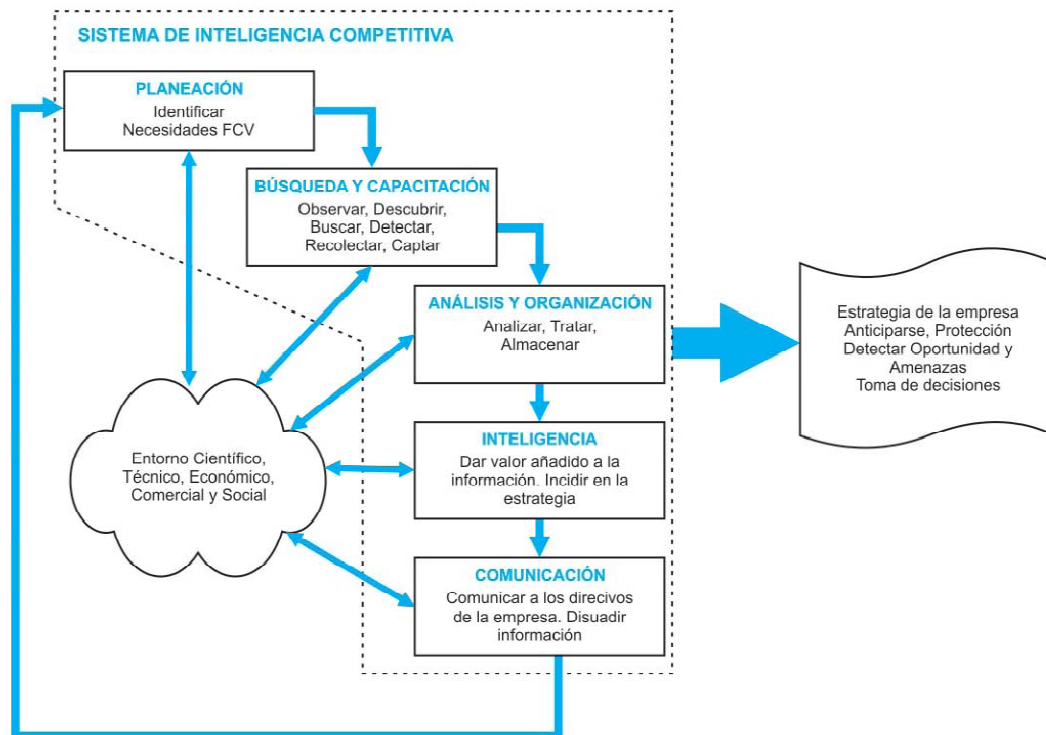 SISTEMA DE INTELIGENCIA COMPETITIVA
PLANEACIÓN
Identificar
Necesidades FCV
BÚSQUEDA Y CAPACITACIÓN
Observar, Descubrir,
Buscar, Detectar,
Recolectar, Captar
ANÁLISIS Y ORGANIZACIÓN
Analizar, Tratar,
Almacenar
INTELIGENCIA
Dar valor añadido a la
información. Incidir en la
estrategia
COMUNICACIÓN
Comunicar a los direcivos
de la empresa. Disuadir
información
Entorno Científico,
Técnico, Económico,
Comercial y Social
Estrategia de la empresa
Anticiparse, Protección
Detectar Oportunidad y
Amenazas
Toma de decisiones